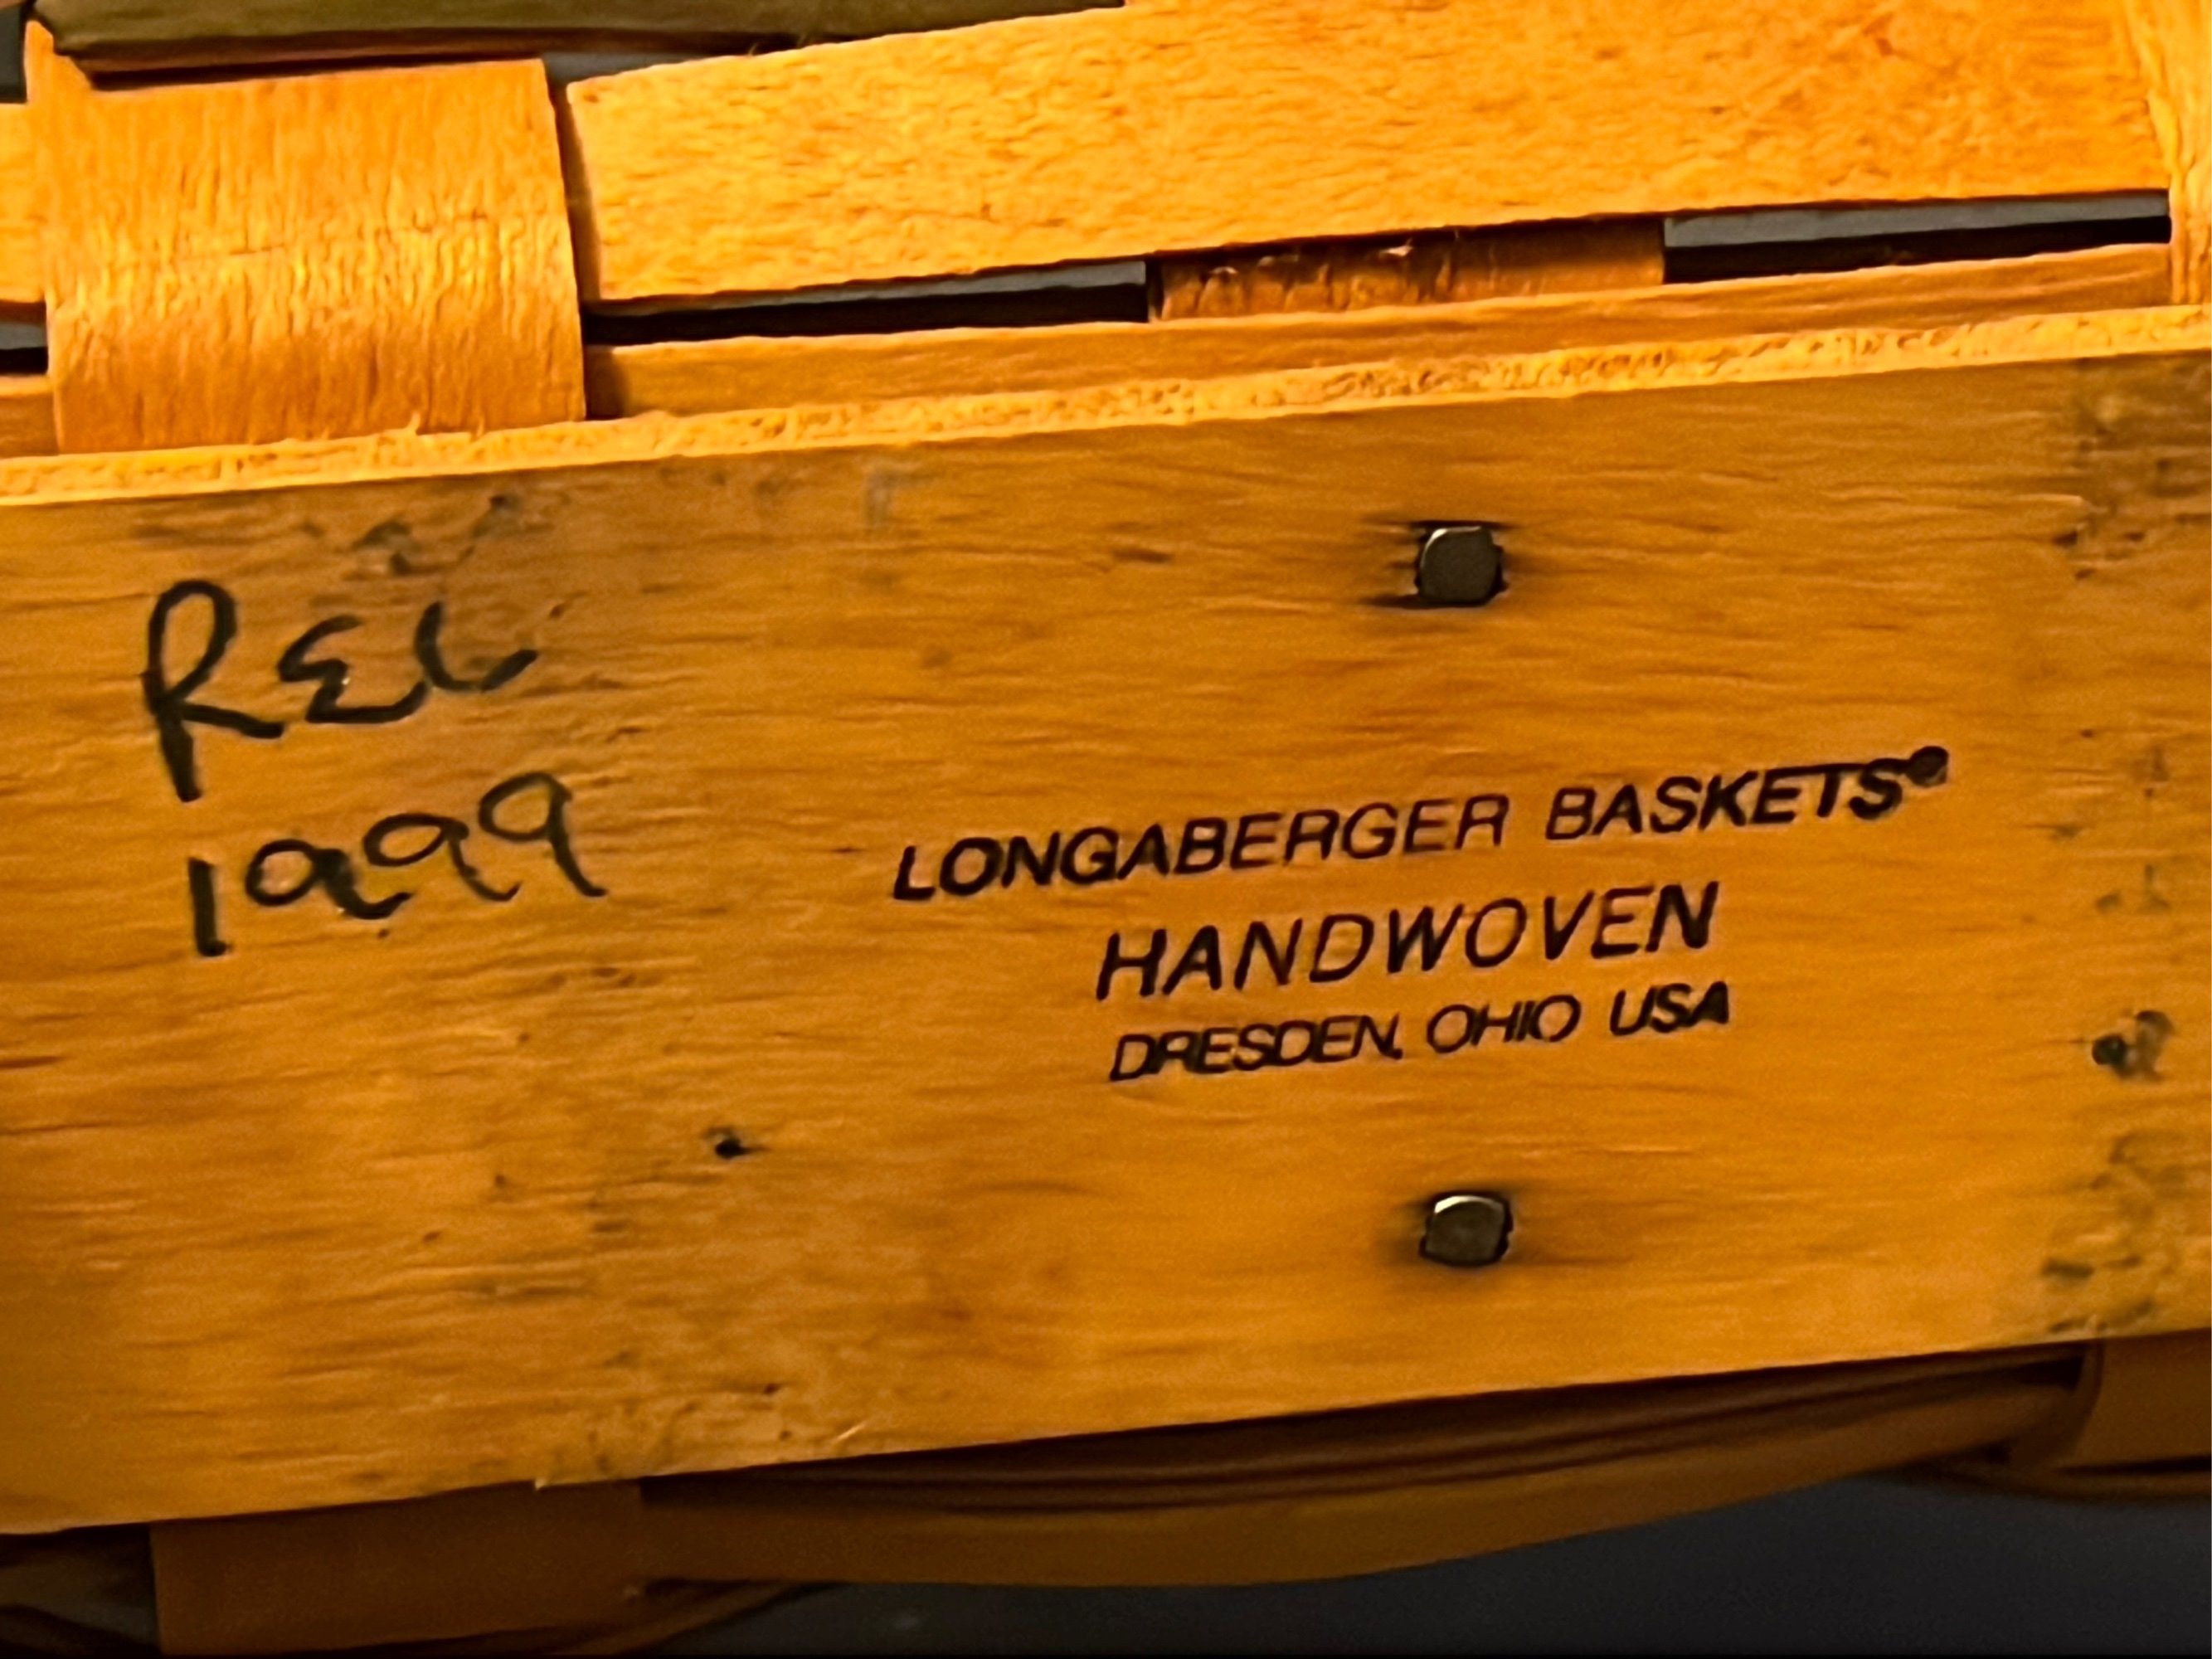 REL
1999
LONGABERGER BASKETS®
HANDWOVEN
DRESDEN, OHIO USA